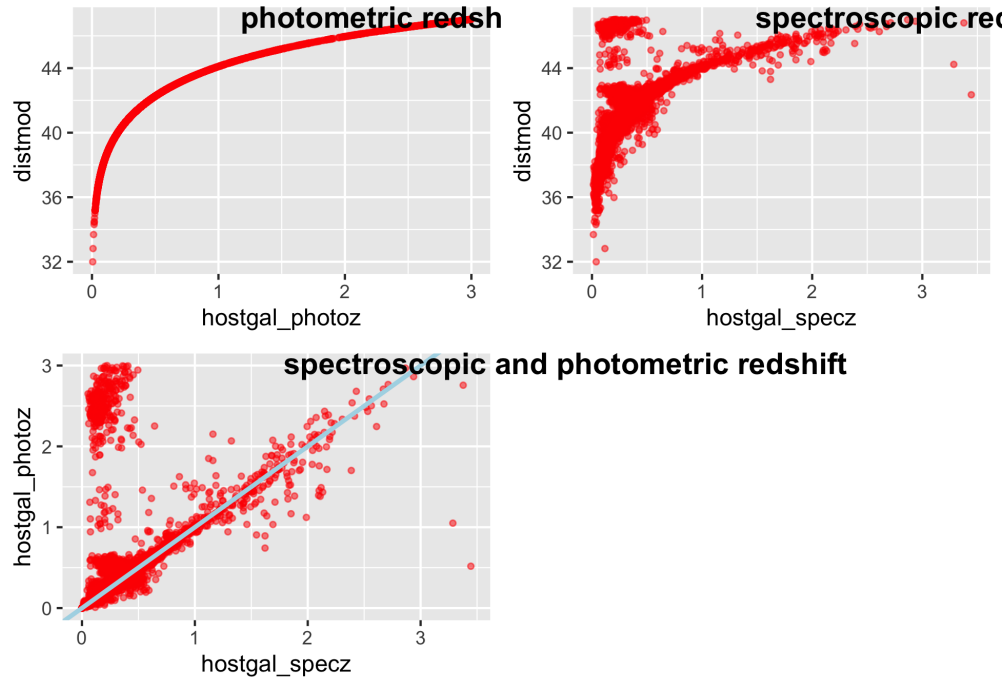 photometric redsh
spectroscopic red
distmod
44
40
36
32
0
1
2
3
hostgal_photoz
distmod
44
40
36
32
0
1
2
3
hostgal_specz
spectroscopic and photometric redshift
hostgal_photoz
3
2
1
0
0
1
2
3
hostgal_specz